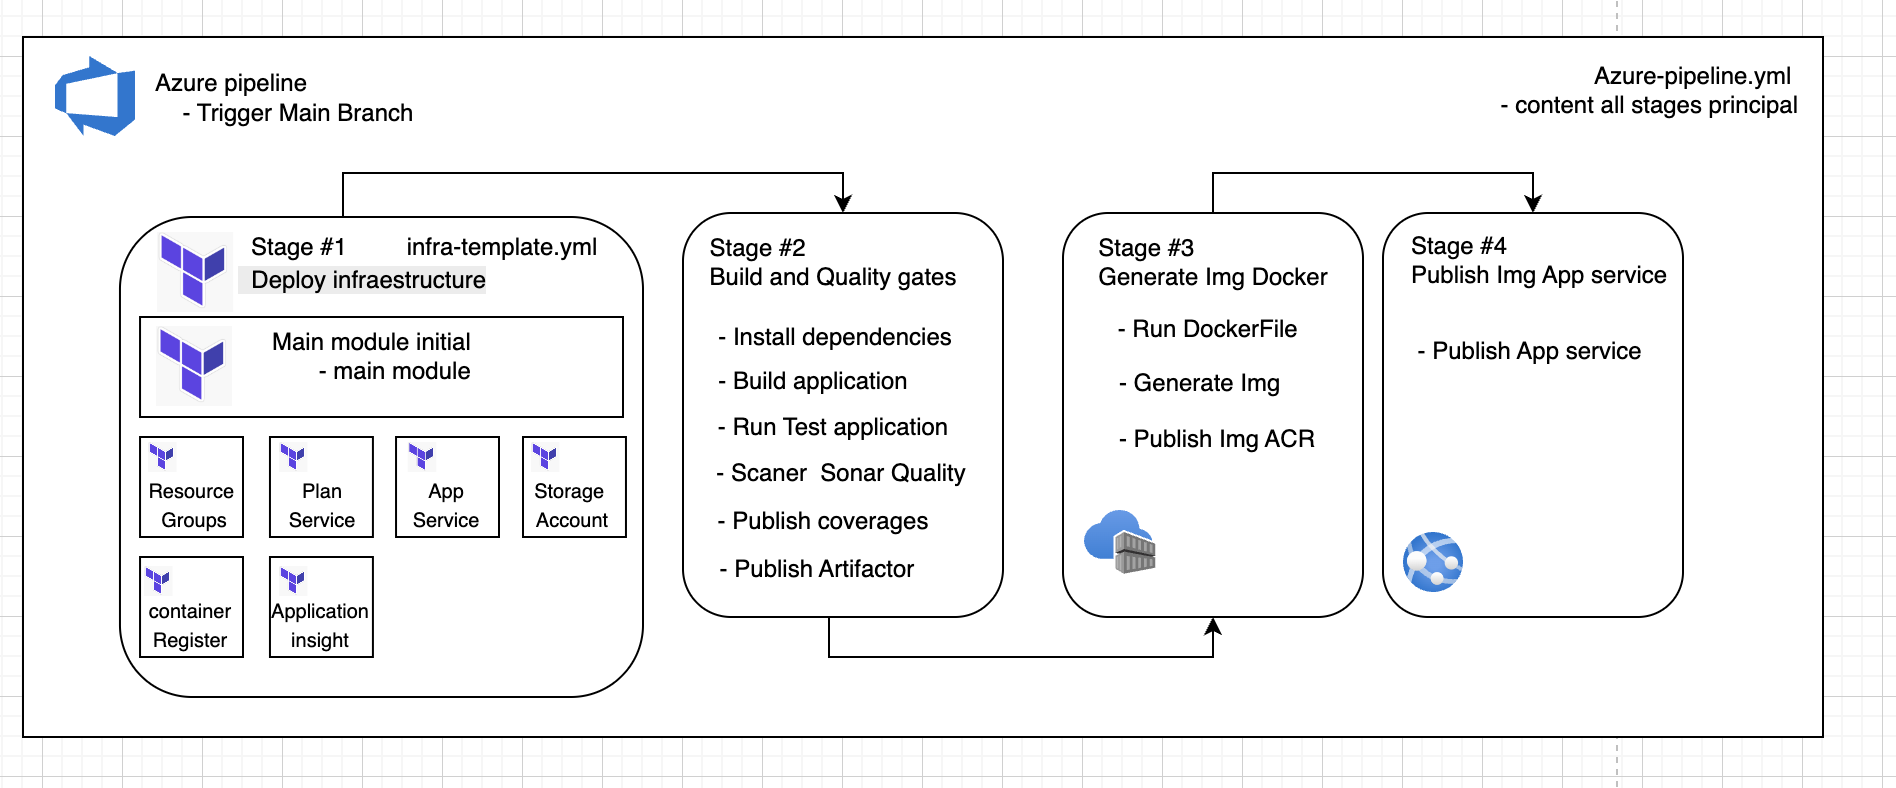 Azure pipeline
- Trigger Main Branch
Azure-pipeline.yml
- content all stages principal
Stage #1 infra-template.yml
Deploy infraestructure
Main module initial
- main module
Resource
Groups
Plan
Service
App
Service
Storage
Account
container
Register
Application
insight
Stage #2
Build and Quality gates
- Install dependencies
- Build application
- Run Test application
- Scaner Sonar Quality
- Publish coverages
- Publish Artifactor
Stage #3
Generate Img Docker
- Run DockerFile
- Generate Img
- Publish Img ACR
Stage #4
Publish Img App service
- Publish App service